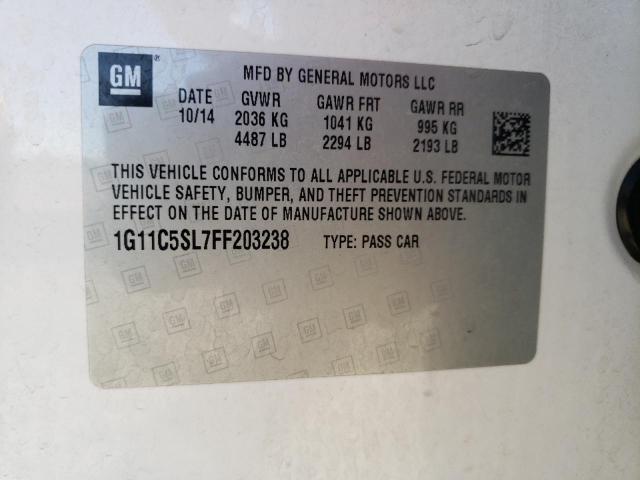 GM ® MFD BY GENERAL MOTORS LLC
DATE GVWR GAWR FRT GAWR RR
10/14 2036 KG 1041 KG 995 KG
4487 LB 2294 LB 2193 LB
THIS VEHICLE CONFORMS TO ALL APPLICABLE U.S. FEDERAL MOTOR
VEHICLE SAFETY, BUMPER, AND THEFT PREVENTION STANDARDS IN
EFFECT ON THE DATE OF MANUFACTURE SHOWN ABOVE.
1G11C5SL7FF203238 TYPE: PASS CAR